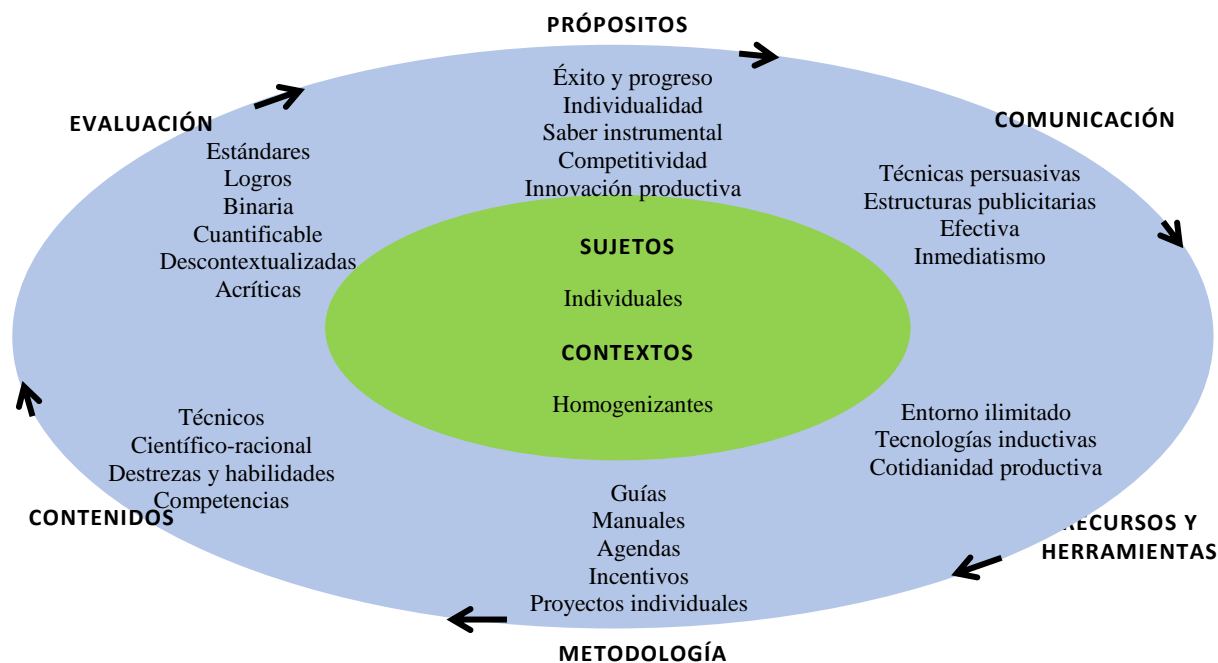 PRÓPOSITOS
Éxito y progreso
Individualidad
Saber instrumental
Competitividad
Innovación productiva
COMUNICACIÓN
Técnicas persuasivas
Estructuras publicitarias
Efectiva
Inmediatismo
RECURSOS Y
HERRAMIENTAS
Entorno ilimitado
Tecnologías inductivas
Cotidianidad productiva
METODOLOGÍA
Guías
Manuales
Agendas
Incentivos
Proyectos individuales
CONTENIDOS
Técnicos
Científico-racional
Destrezas y habilidades
Competencias
EVALUACIÓN
Estándares
Logros
Binaria
Cuantificable
Descontextualizadas
Acríticas
SUJETOS
Individuales
CONTEXTOS
Homogenizantes